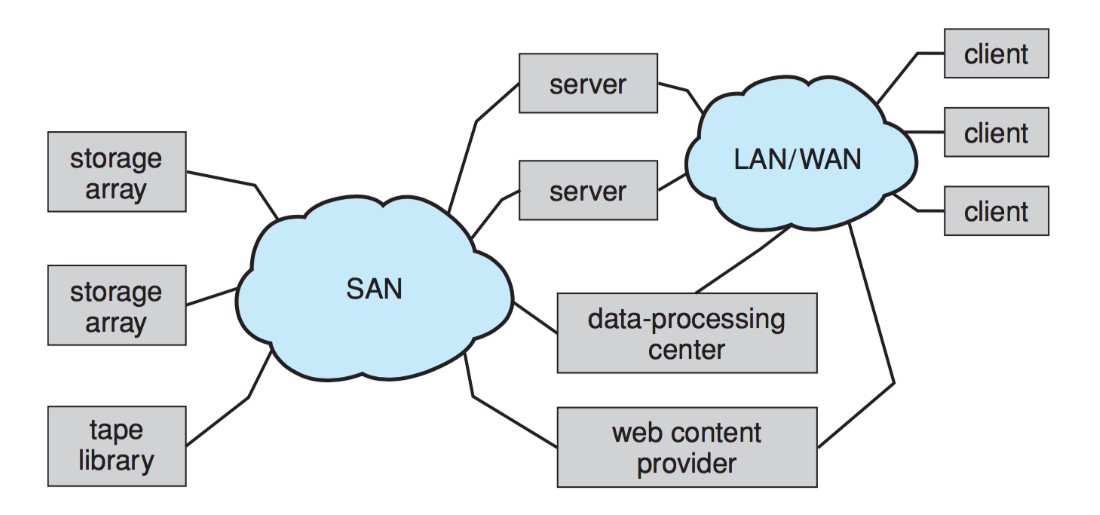 storage
array
storage
array
tape
library
SAN
server
server
data-processing
center
web content
provider
LAN/WAN
client
client
client